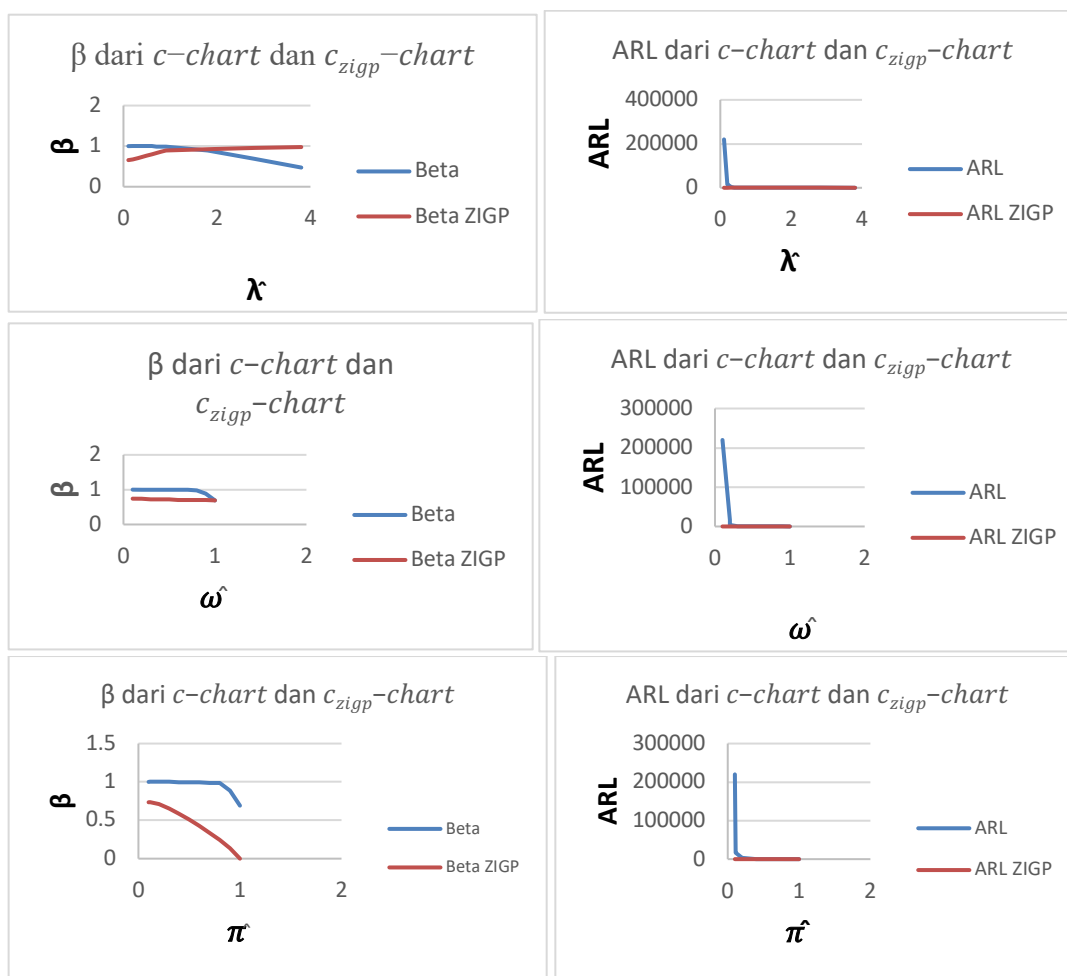 β dari c−chart dan c_zigp−chart
2
1
0
β
0
2
4
λ̂
Beta
Beta ZIGP
ARL dari c−chart dan c_zigp−chart
400000
200000
0
ARL
0
2
4
λ̂
ARL
ARL ZIGP
β dari c−chart dan
c_zigp−chart
2
1
0
β
0
1
2
ω̂
Beta
Beta ZIGP
ARL dari c−chart dan c_zigp−chart
300000
200000
100000
0
ARL
0
1
2
ω̂
ARL
ARL ZIGP
β dari c−chart dan c_zigp−chart
1.5
1
0.5
0
β
0
1
2
π̂
Beta
Beta ZIGP
ARL dari c−chart dan c_zigp−chart
300000
200000
100000
0
ARL
0
1
2
π̂
ARL
ARL ZIGP